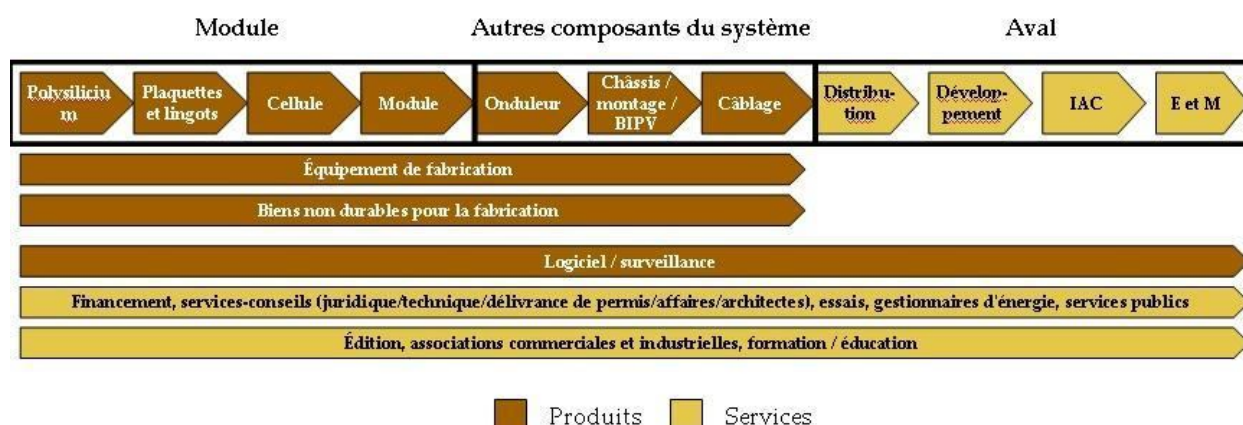 Module Autres composants du système Aval
Polysiliciu
m
Plaquettes
et lingots
Cellule
Module
Onduleur
Châssis /
montage /
BIPV
Câblage
Distribu-
tion
Dévelop-
pement
IAC
E et M
Équipement de fabrication
Biens non durables pour la fabrication
Logiciel / surveillance
Financement, services-conseils (juridique/technique/délivrance de permis/affaires/architectes), essais, gestionnaires d'énergie, services publics
Édition, associations commerciales et industrielles, formation / éducation
Produits Services